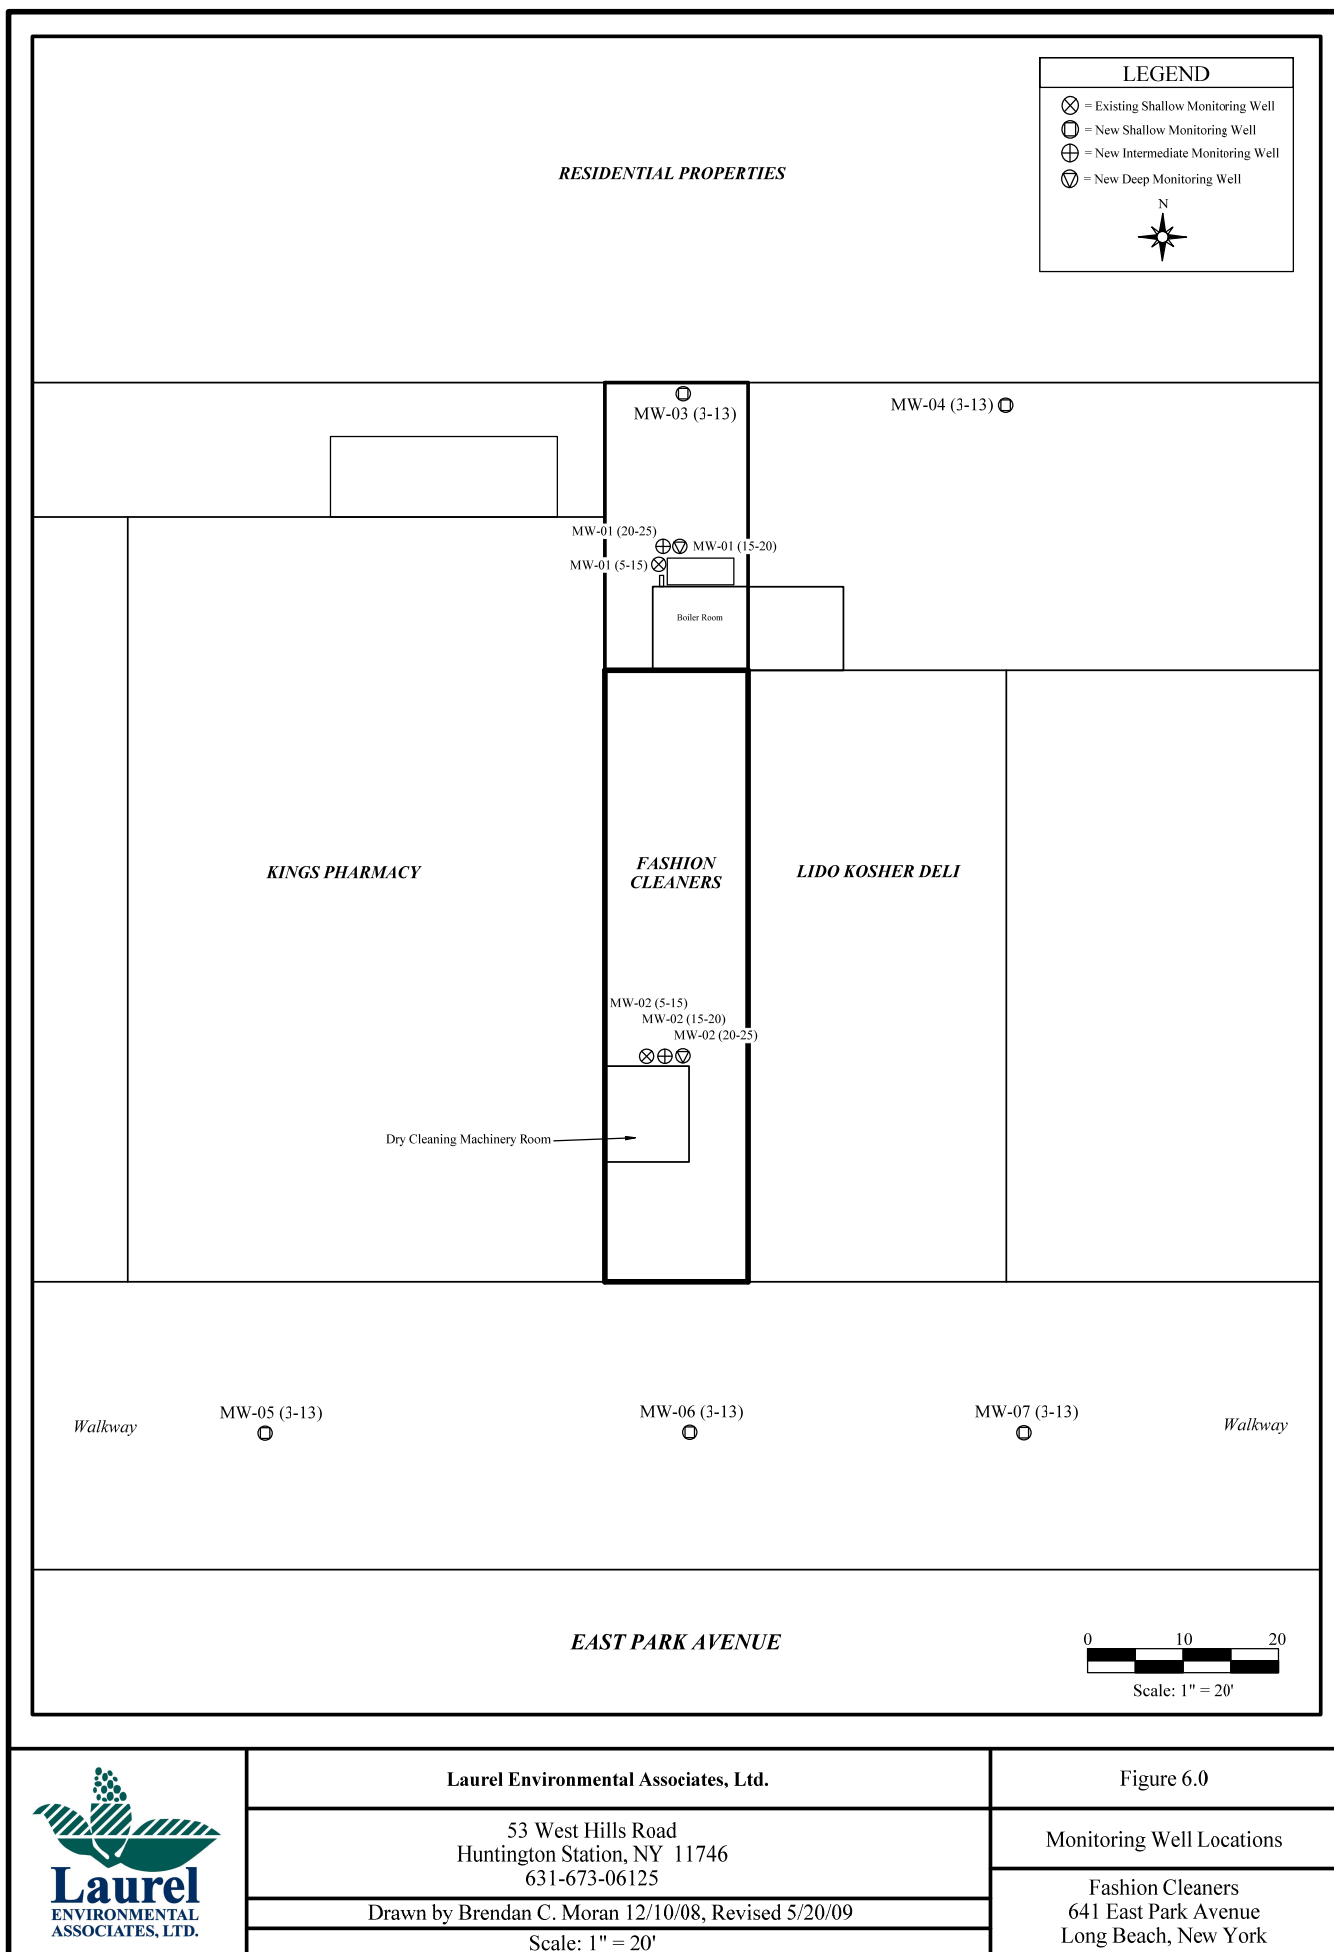 LEGEND
= Existing Shallow Monitoring Well
= New Shallow Monitoring Well
= New Intermediate Monitoring Well
= New Deep Monitoring Well
N
RESIDENTIAL PROPERTIES
MW-03 (3-13)
MW-04 (3-13)
MW-01 (20-25)
MW-01 (15-20)
MW-01 (5-15)
Boiler Room
KINGS PHARMACY
FASHION
CLEANERS
LIDO KOSHER DELI
MW-02 (5-15)
MW-02 (15-20)
MW-02 (20-25)
Dry Cleaning Machinery Room
Walkway
MW-05 (3-13)
MW-06 (3-13)
MW-07 (3-13)
Walkway
EAST PARK AVENUE
0 10 20
Scale: 1" = 20'
Laurel
ENVIRONMENTAL
ASSOCIATES, LTD.
Laurel Environmental Associates, Ltd.
53 West Hills Road
Huntington Station, NY 11746
631-673-06125
Drawn by Brendan C. Moran 12/10/08, Revised 5/20/09
Scale: 1" = 20'
Figure 6.0
Monitoring Well Locations
Fashion Cleaners
641 East Park Avenue
Long Beach, New York